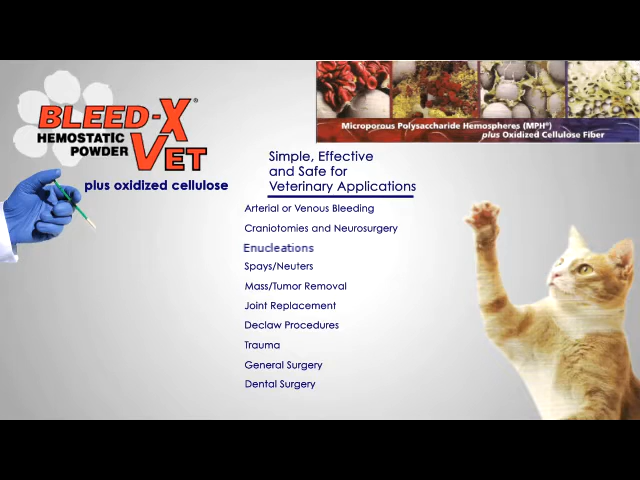 BLEED-X®
HEMOSTATIC
POWDER
VET
plus oxidized cellulose
Microporous Polysaccharide Hemospheres (MPH®)
plus Oxidized Cellulose Fiber
Simple, Effective
and Safe for
Veterinary Applications
Arterial or Venous Bleeding
Craniotomies and Neurosurgery
Enucleations
Spays/Neuters
Mass/Tumor Removal
Joint Replacement
Declaw Procedures
Trauma
General Surgery
Dental Surgery